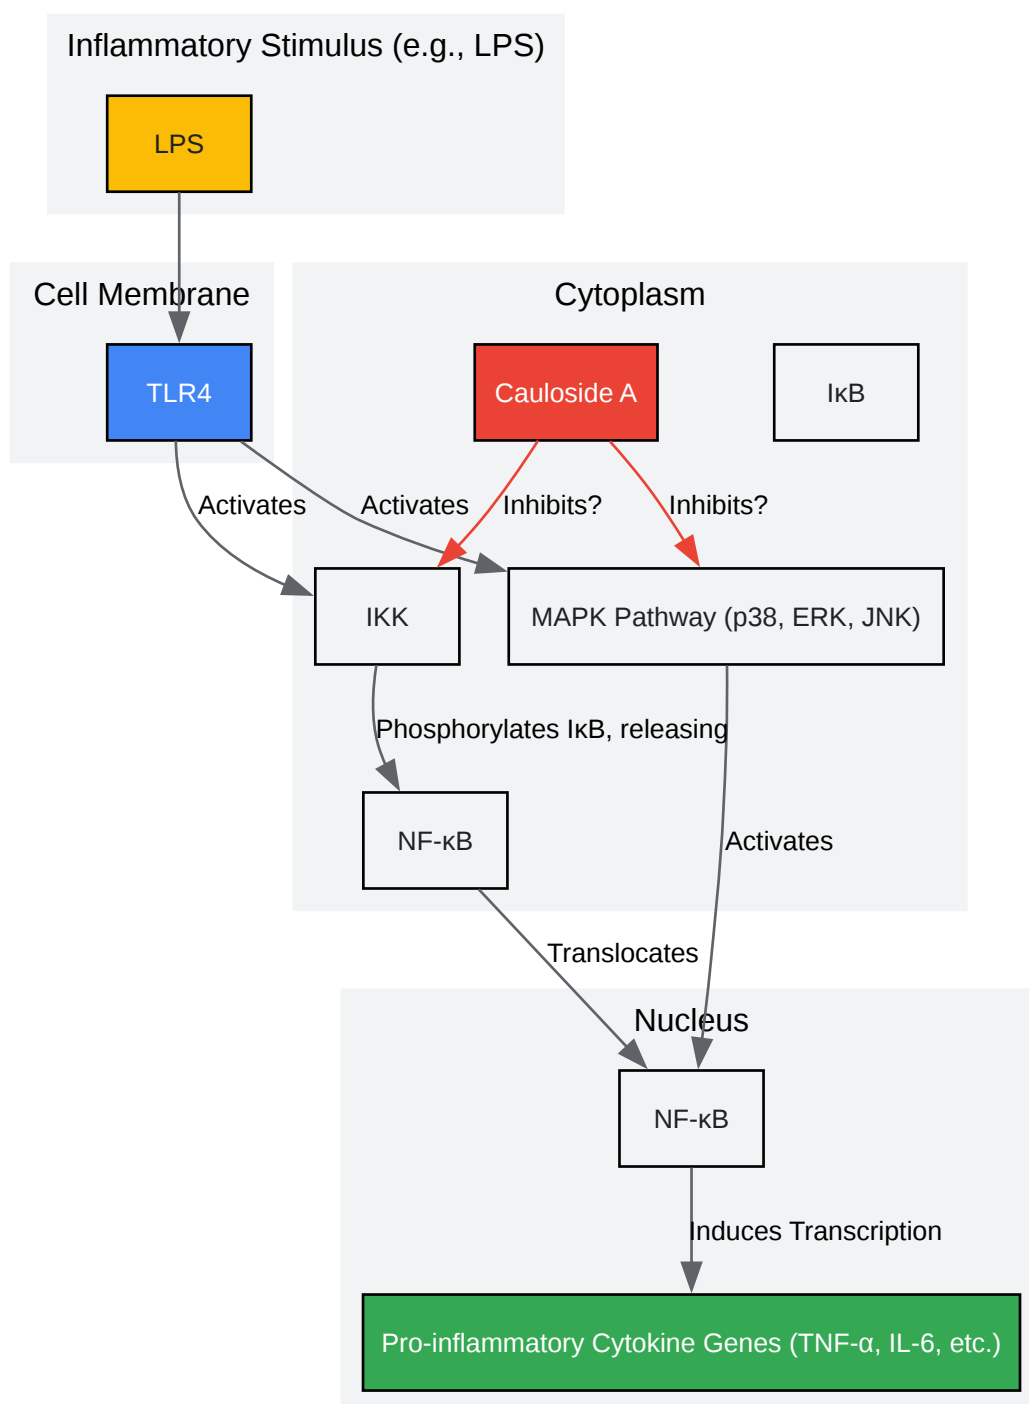 Inflammatory Stimulus (e.g., LPS)
LPS
Cell Membrane
Cytoplasm
TLR4
Cauloside A
IκB
Activates
Activates
Inhibits?
Inhibits?
IKK
MAPK Pathway (p38, ERK, JNK)
Phosphorylates IκB, releasing
NF-κB
Activates
Translocates
Nucleus
NF-κB
Induces Transcription
Pro-inflammatory Cytokine Genes (TNF-α, IL-6, etc.)